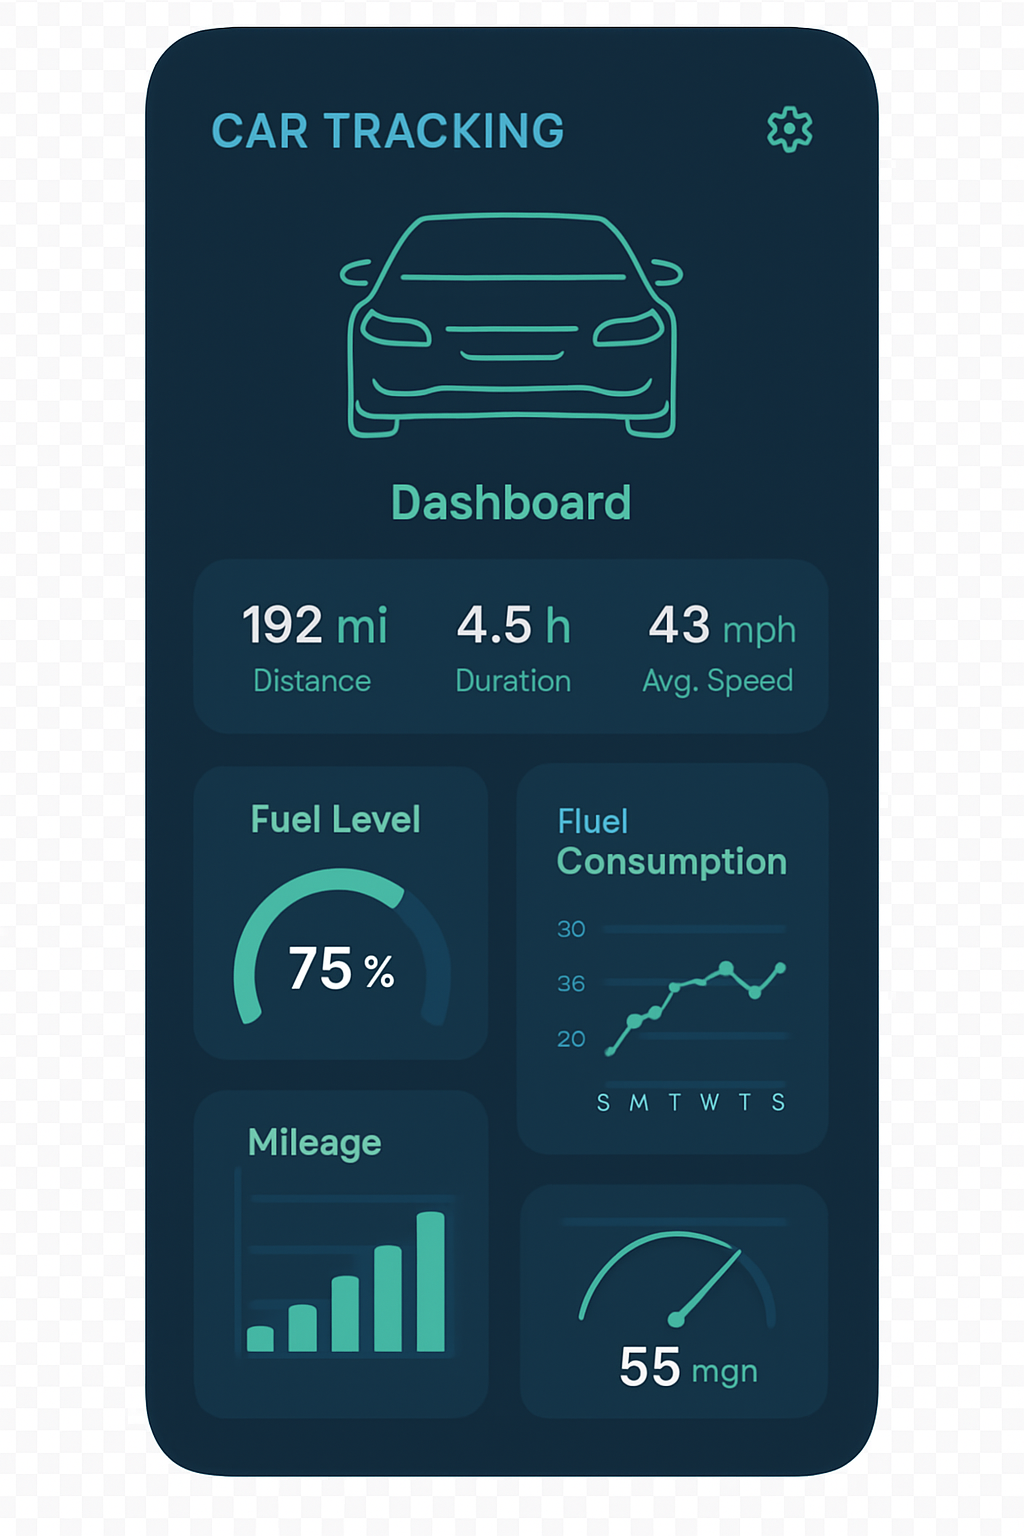 CAR TRACKING
Dashboard
192 mi
4.5 h
43 mph
Distance
Duration
Avg. Speed
Fuel Level
75 %
Fluel
Consumption
30
36
20
S M T W T S
Mileage
55 mgn